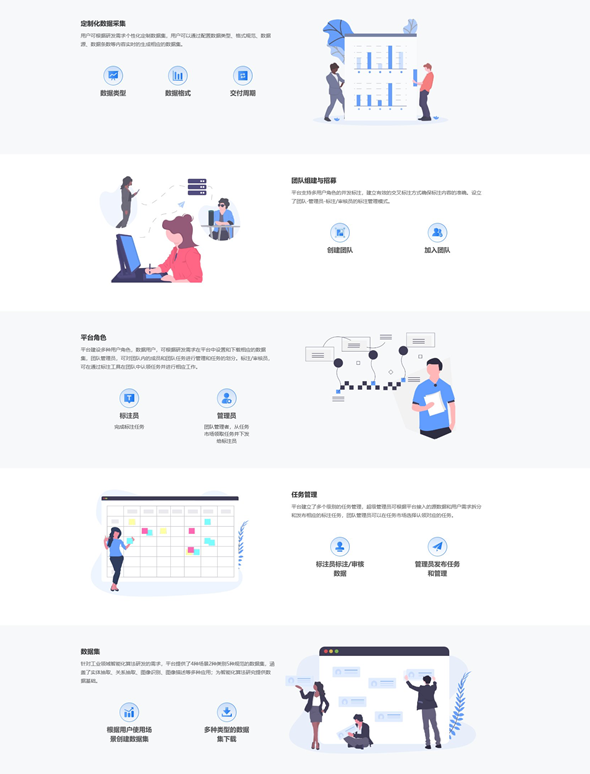 定制化数据采集
用户可根据研发需求个性化定制数据集，用户可以通过配置数据类型、格式规范、数据
源、数据条数等内容实时的生成相应的数据集。
数据类型
数据格式
交付周期
团队组建与招募
平台支持多用户角色的并发标注，建立有效的交叉标注方式确保标注内容的准确。设立
了团队-管理员-标注/审核员的标注管理模式。
创建团队
加入团队
平台角色
平台建设多种用户角色，数据用户，可根据研发需求在平台中设置和下载相应的数据
集，团队管理员，可对团队内的成员和团队任务进行管理和任务的划分。标注/审核员，
可在通过标注工具在团队中认领任务并进行相应工作。
标注员
管理员
完成标注任务
团队管理者，从任务
市场领取任务并下发
给标注员
任务管理
平台建立了多个级别的任务管理，超级管理员可根据平台接入的源数据和用户需求拆分
和发布相应的标注任务，团队管理员可以在任务市场选择认领对应的任务。
标注员标注/审核
数据
管理员发布任务
和管理
数据集
针对工业领域智能化算法研发的需求，平台提供了4种场景2种类别5种规范的数据集，涵
盖了实体抽取、关系抽取、图像识别、图像描述等多种应用；为智能化算法研究提供数
据基础。
根据用户使用场
景创建数据集
多种类型的数据
集下载